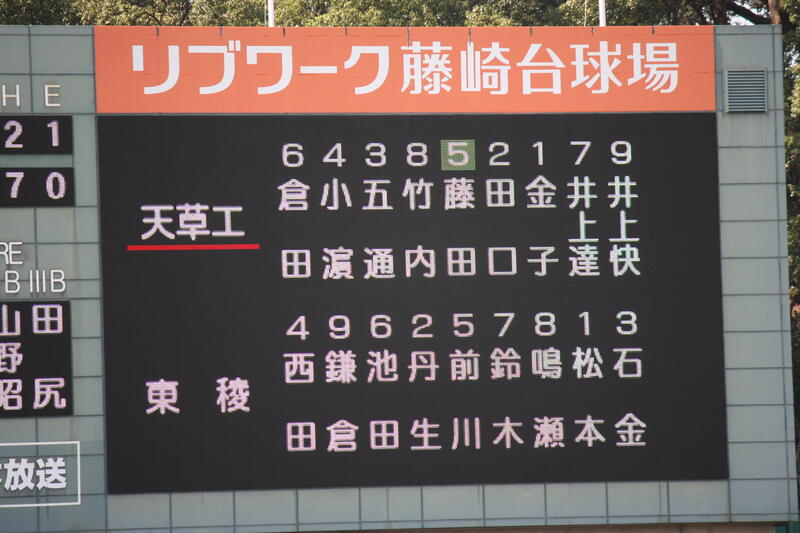 リブワーク藤崎台球場
H E
2 1
7 0
RE
B ⅢB
山田
野
昭尻
放送
天草工
6 4 3 8 5 2 1 7 9
倉田 小濵 五通 竹内 藤田 田口 金子 井上達 井上快
東稜
4 9 6 2 5 7 8 1 3
西田 鎌倉 池田 丹生 前川 鈴木 鳴瀬 松本 石金